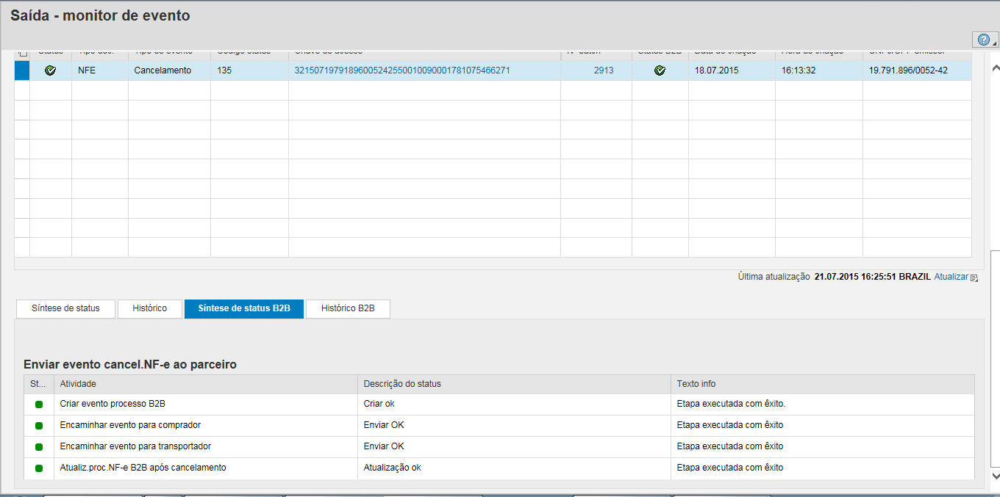 Saída - monitor de evento
Status Tipo doc. Tipo de evento Código status Chave de acesso Nº batch Status B2B Data de criação Hora de criação CNPJ/CPF emissor
NFE Cancelamento 135 32150719791896005242550010090001781075466271 2913 18.07.2015 16:13:32 19.791.896/0052-42
Última atualização 21.07.2015 16:25:51 BRAZIL Atualizar
Síntese de status Histórico Síntese de status B2B Histórico B2B
Enviar evento cancel.NF-e ao parceiro
St... Atividade Descrição do status Texto info
Criar evento processo B2B Criar ok Etapa executada com êxito.
Encaminhar evento para comprador Enviar OK Etapa executada com êxito
Encaminhar evento para transportador Enviar OK Etapa executada com êxito
Atualiz.proc.NF-e B2B após cancelamento Atualização ok Etapa executada com êxito